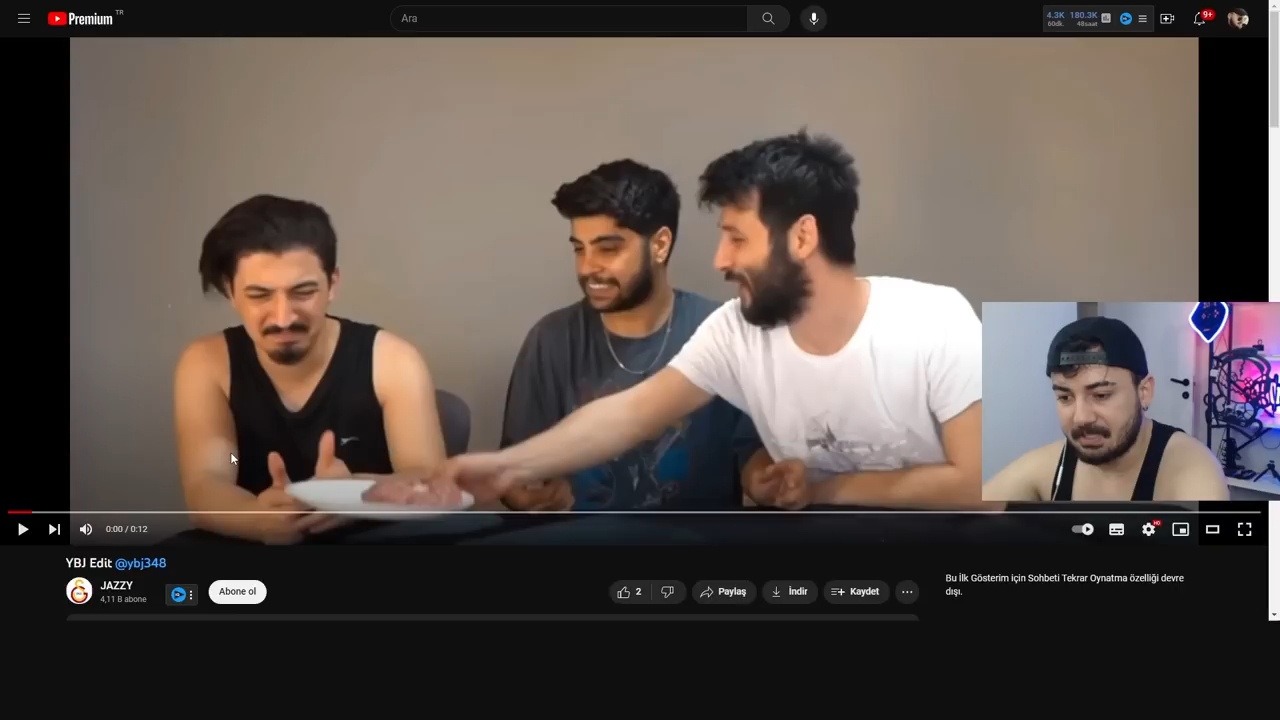 Premium TR
Ara
4.3K 180.3K
60dk. 48saat
9+
0:00 / 0:12
HD
YBJ Edit @ybj348
JAZZY
4,11 B abone
Abone ol
2
Paylaş
İndir
Kaydet
Bu İlk Gösterim için Sohbeti Tekrar Oynatma özelliği devre
dışı.